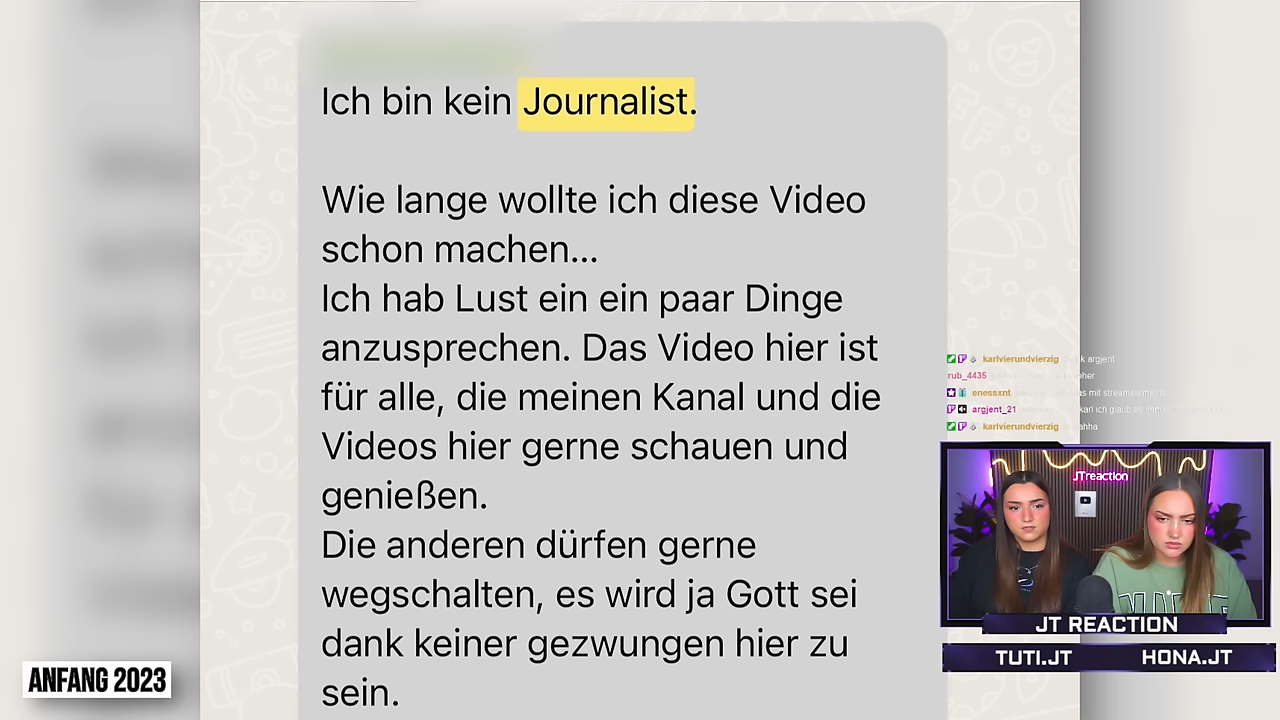 Ich bin kein Journalist.
Wie lange wollte ich diese Video
schon machen...
Ich hab Lust ein ein paar Dinge
anzusprechen. Das Video hier ist
für alle, die meinen Kanal und die
Videos hier gerne schauen und
genießen.
Die anderen dürfen gerne
wegschalten, es wird ja Gott sei
dank keiner gezwungen hier zu
sein.
ANFANG 2023
karlvierundvierzig
argjent
rub_4435
enessxnt
argjent_21
karlvierundvierzig
JTreaction
JT REACTION
TUTI.JT
HONA.JT